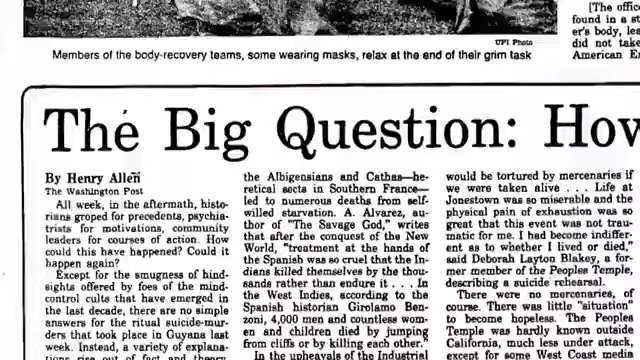 UPI Photo
Members of the body-recovery teams, some wearing masks, relax at the end of their grim task
[The offic
found in a st
er's body, lea
did not take
American E
The Big Question: How
By Henry Allen
The Washington Post
All week, in the aftermath, histo-
rians groped for precedents, psychia-
trists for motivations, community
leaders for courses of action. How
could this have happened? Could it
happen again?
Except for the smugness of hind-
sights offered by foes of the mind-
control cults that have emerged in
the last decade, there are no simple
answers for the ritual suicide-mur-
ders that took place in Guyana last
week. Instead, a variety of explana-
tions rise out of fact and theory
the Albigensians and Cathas—he-
retical sects in Southern France—
led to numerous deaths from self-
willed starvation. A. Alvarez, au-
thor of "The Savage God," writes
that after the conquest of the New
World, "treatment at the hands of
the Spanish was so cruel that the In-
dians killed themselves by the thou-
sands rather than endure it . . . In
the West Indies, according to the
Spanish historian Girolamo Ben-
zoni, 4,000 men and countless wom-
en and children died by jumping
from cliffs or by killing each other."
In the upheavals of the Industrial
would be tortured by mercenaries if
we were taken alive . . . Life at
Jonestown was so miserable and the
physical pain of exhaustion was so
great that this event was not trau-
matic for me. I had become indiffer-
ent as to whether I lived or died,"
said Deborah Layton Blakey, a for-
mer member of the Peoples Temple,
describing a suicide rehearsal.
There were no mercenaries, of
course. There was little "situation"
to become hopeless. The Peoples
Temple was hardly known outside
California, much less under attack,
except for some West Coast media